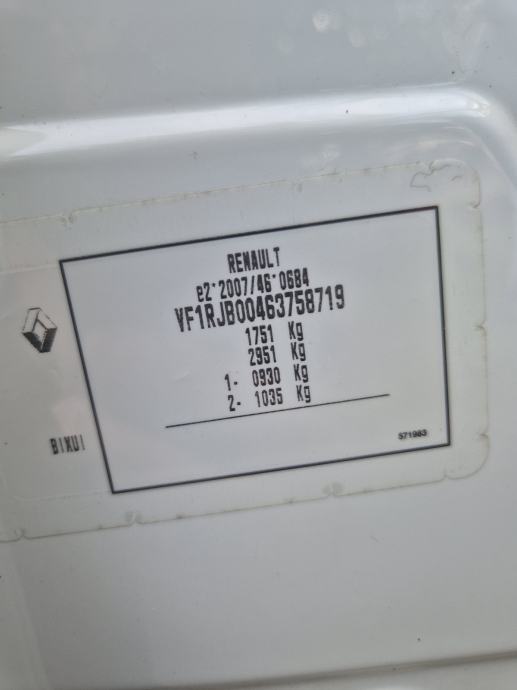 RENAULT
e2*2007/46*0684
VF1RJB00463758719
1751 Kg
2951 Kg
1- 0930 Kg
2- 1035 Kg
BIXUI
571983